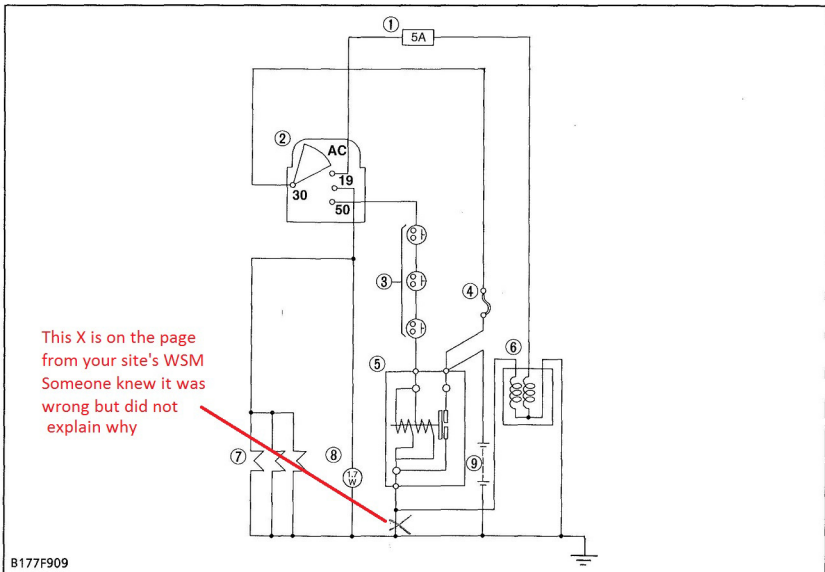 ①
5A
②
AC
19
30
50
③
④
This X is on the page
from your site's WSM
Someone knew it was
wrong but did not
explain why
⑤
⑥
⑦
⑧
1.7
W
⑨
B177F909